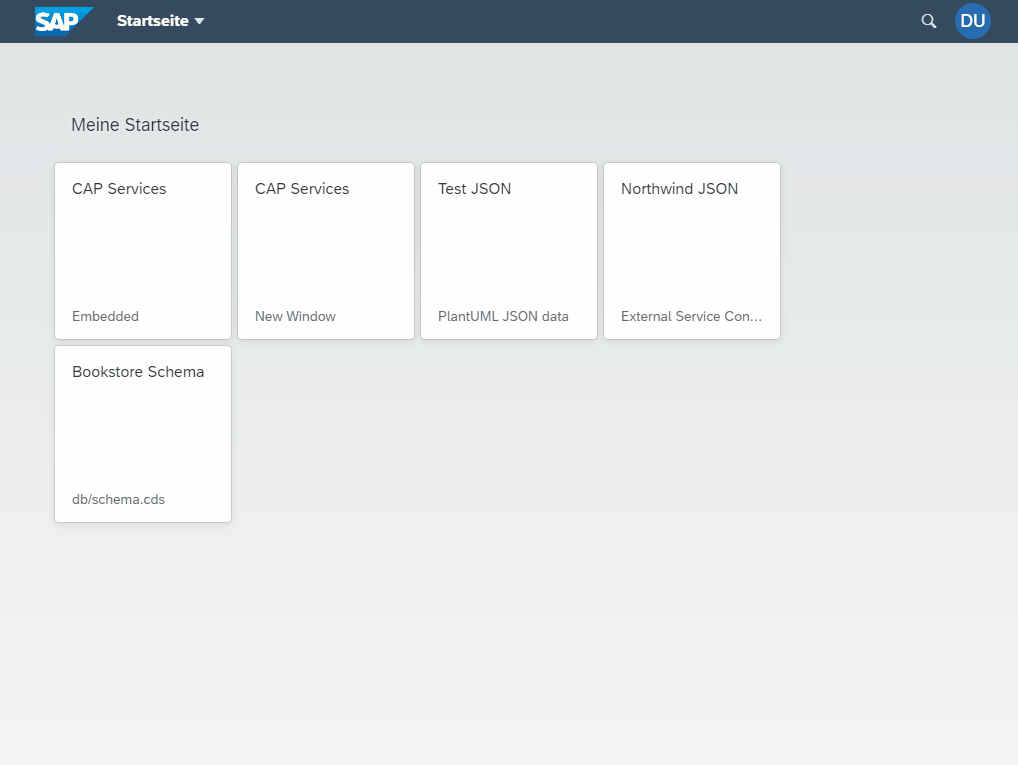 SAP Startseite DU
Meine Startseite
CAP Services
Embedded
CAP Services
New Window
Test JSON
PlantUML JSON data
Northwind JSON
External Service Con...
Bookstore Schema
db/schema.cds